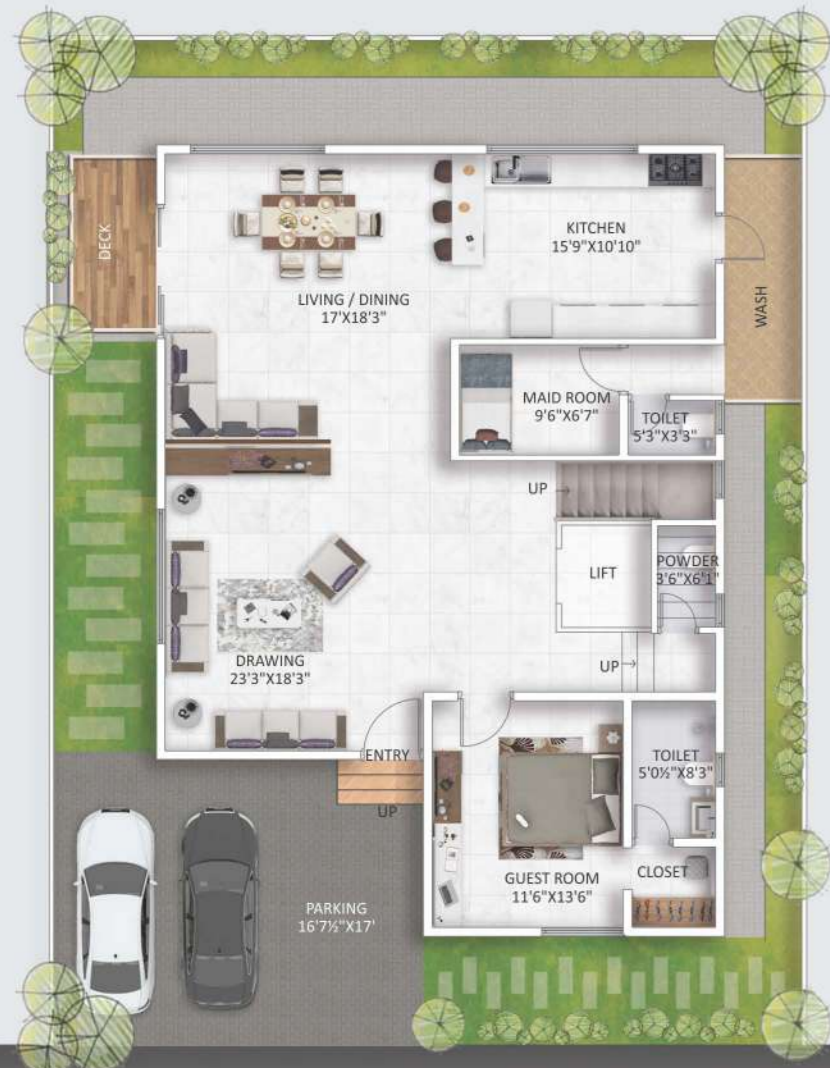 DECK
KITCHEN
15'9"X10'10"
LIVING / DINING
17'X18'3"
WASH
MAID ROOM
9'6"X6'7"
TOILET
5'3"X3'3"
UP
LIFT
POWDER
3'6"X6'1"
UP
DRAWING
23'3"X18'3"
ENTRY
UP
TOILET
5'0½"X8'3"
GUEST ROOM
11'6"X13'6"
CLOSET
PARKING
16'7½"X17'